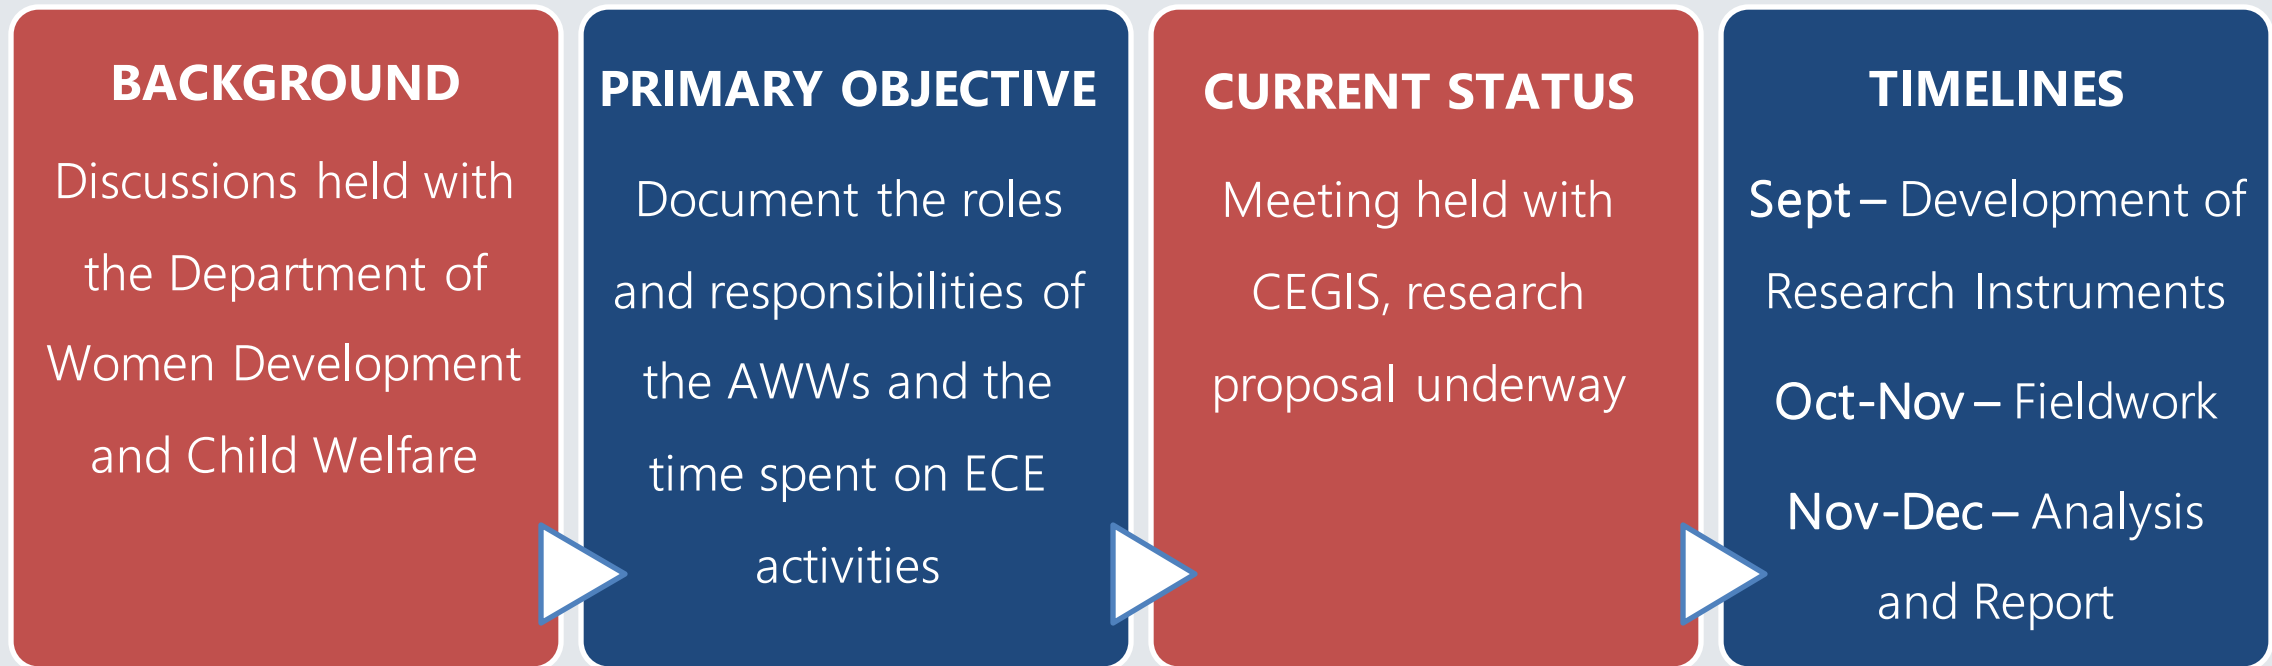 BACKGROUND
Discussions held with
the Department of
Women Development
and Child Welfare
PRIMARY OBJECTIVE
Document the roles
and responsibilities of
the AWWs and the
time spent on ECE
activities
CURRENT STATUS
Meeting held with
CEGIS, research
proposal underway
TIMELINES
Sept – Development of
Research Instruments
Oct-Nov – Fieldwork
Nov-Dec – Analysis
and Report